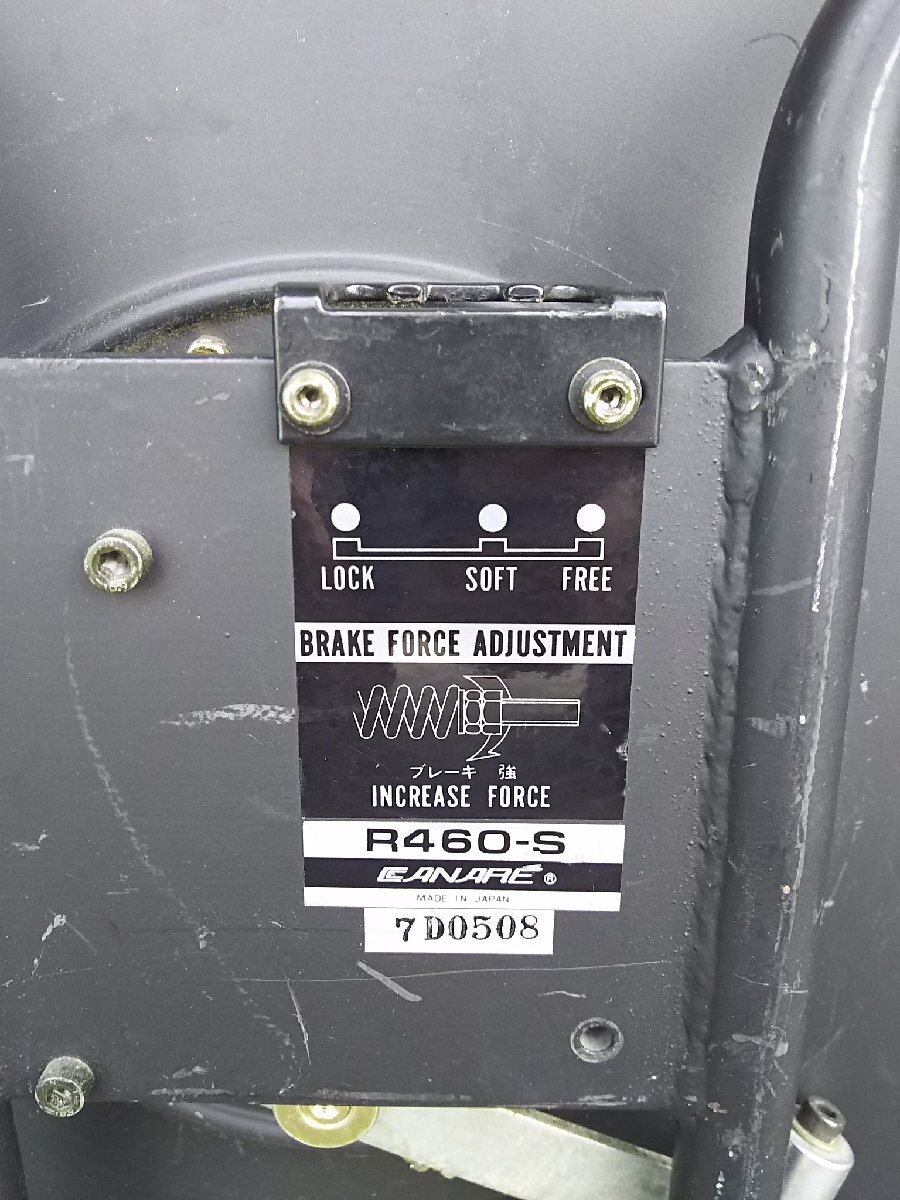 LOCK SOFT FREE
BRAKE FORCE ADJUSTMENT
ブレーキ 強
INCREASE FORCE
R460-S
CANARE ®
MADE IN JAPAN
7D0508